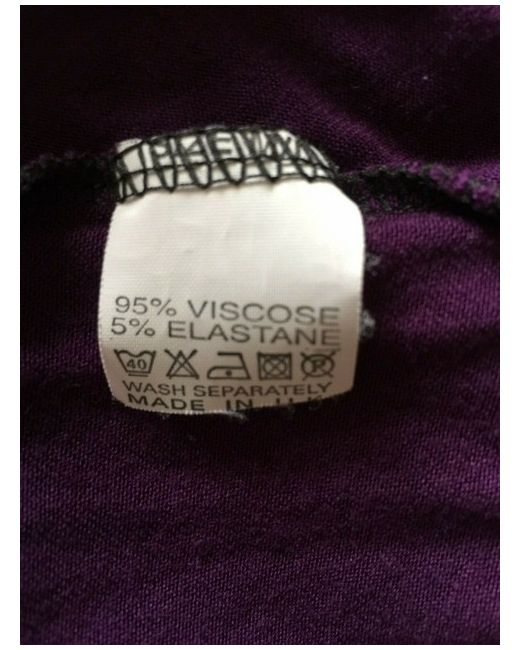 95% VISCOSE
5% ELASTANE
40 P
WASH SEPARATELY
MADE IN U.K